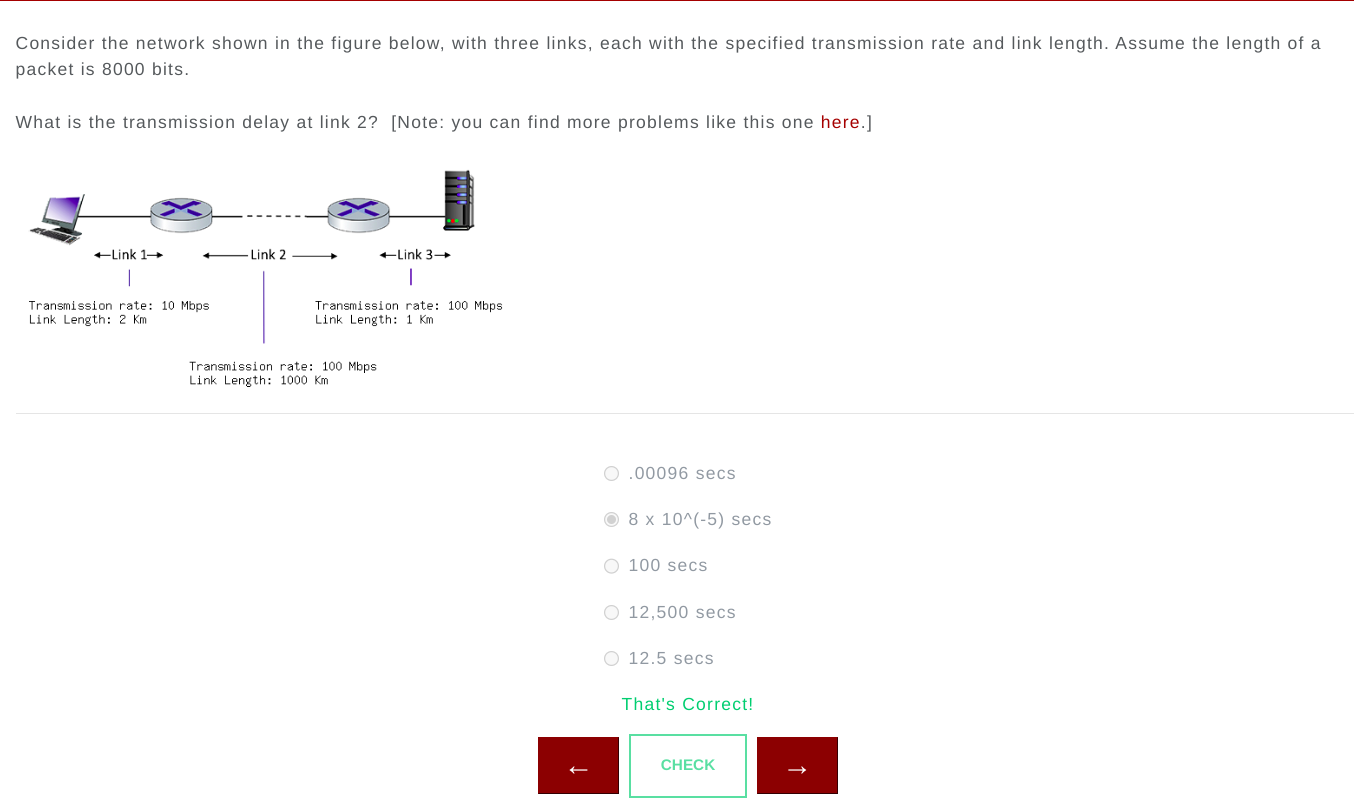 Consider the network shown in the figure below, with three links, each with the specified transmission rate and link length. Assume the length of a
packet is 8000 bits.
What is the transmission delay at link 2?  [Note: you can find more problems like this one here.]
Link 1
Link 2
Link 3
Transmission rate: 10 Mbps
Link Length: 2 Km
Transmission rate: 100 Mbps
Link Length: 1 Km
Transmission rate: 100 Mbps
Link Length: 1000 Km
.00096 secs
8 x 10^(-5) secs
100 secs
12,500 secs
12.5 secs
That's Correct!
← CHECK →